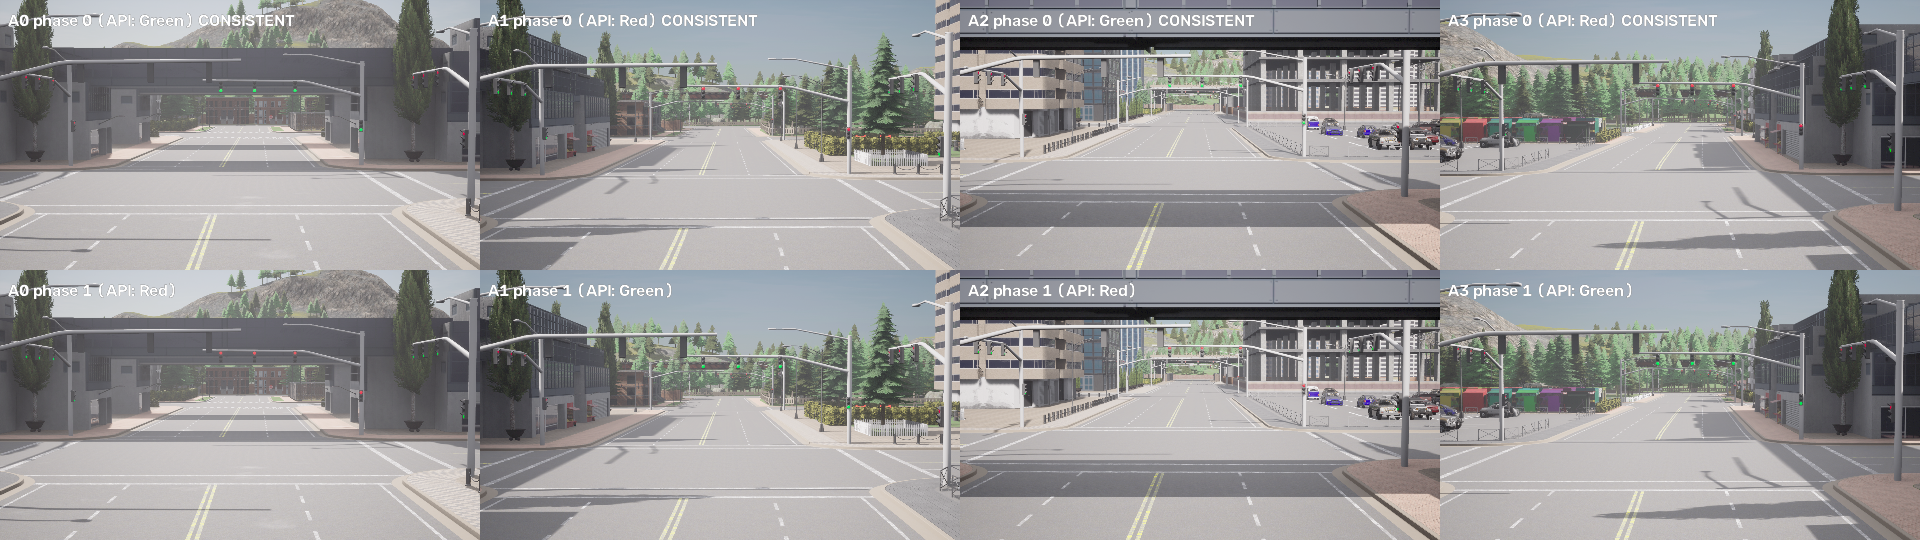 A0 phase 0 (API: Green) CONSISTENT
A1 phase 0 (API: Red) CONSISTENT
A2 phase 0 (API: Green) CONSISTENT
A3 phase 0 (API: Red) CONSISTENT
A0 phase 1 (API: Red)
A1 phase 1 (API: Green)
A2 phase 1 (API: Red)
A3 phase 1 (API: Green)